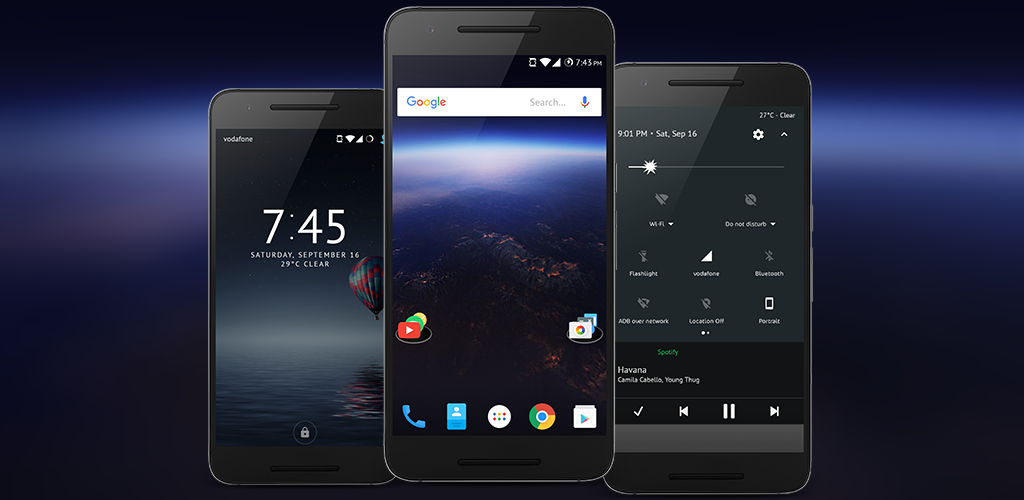 vodafone
7:45
SATURDAY, SEPTEMBER 16
29°C CLEAR
7:43 PM
Google
Search...
27°C - Clear
9:01 PM • Sat, Sep 16
Wi-Fi
Do not disturb
Flashlight
vodafone
Bluetooth
ADB over network
Location Off
Portrait
Spotify
Havana
Camila Cabello, Young Thug